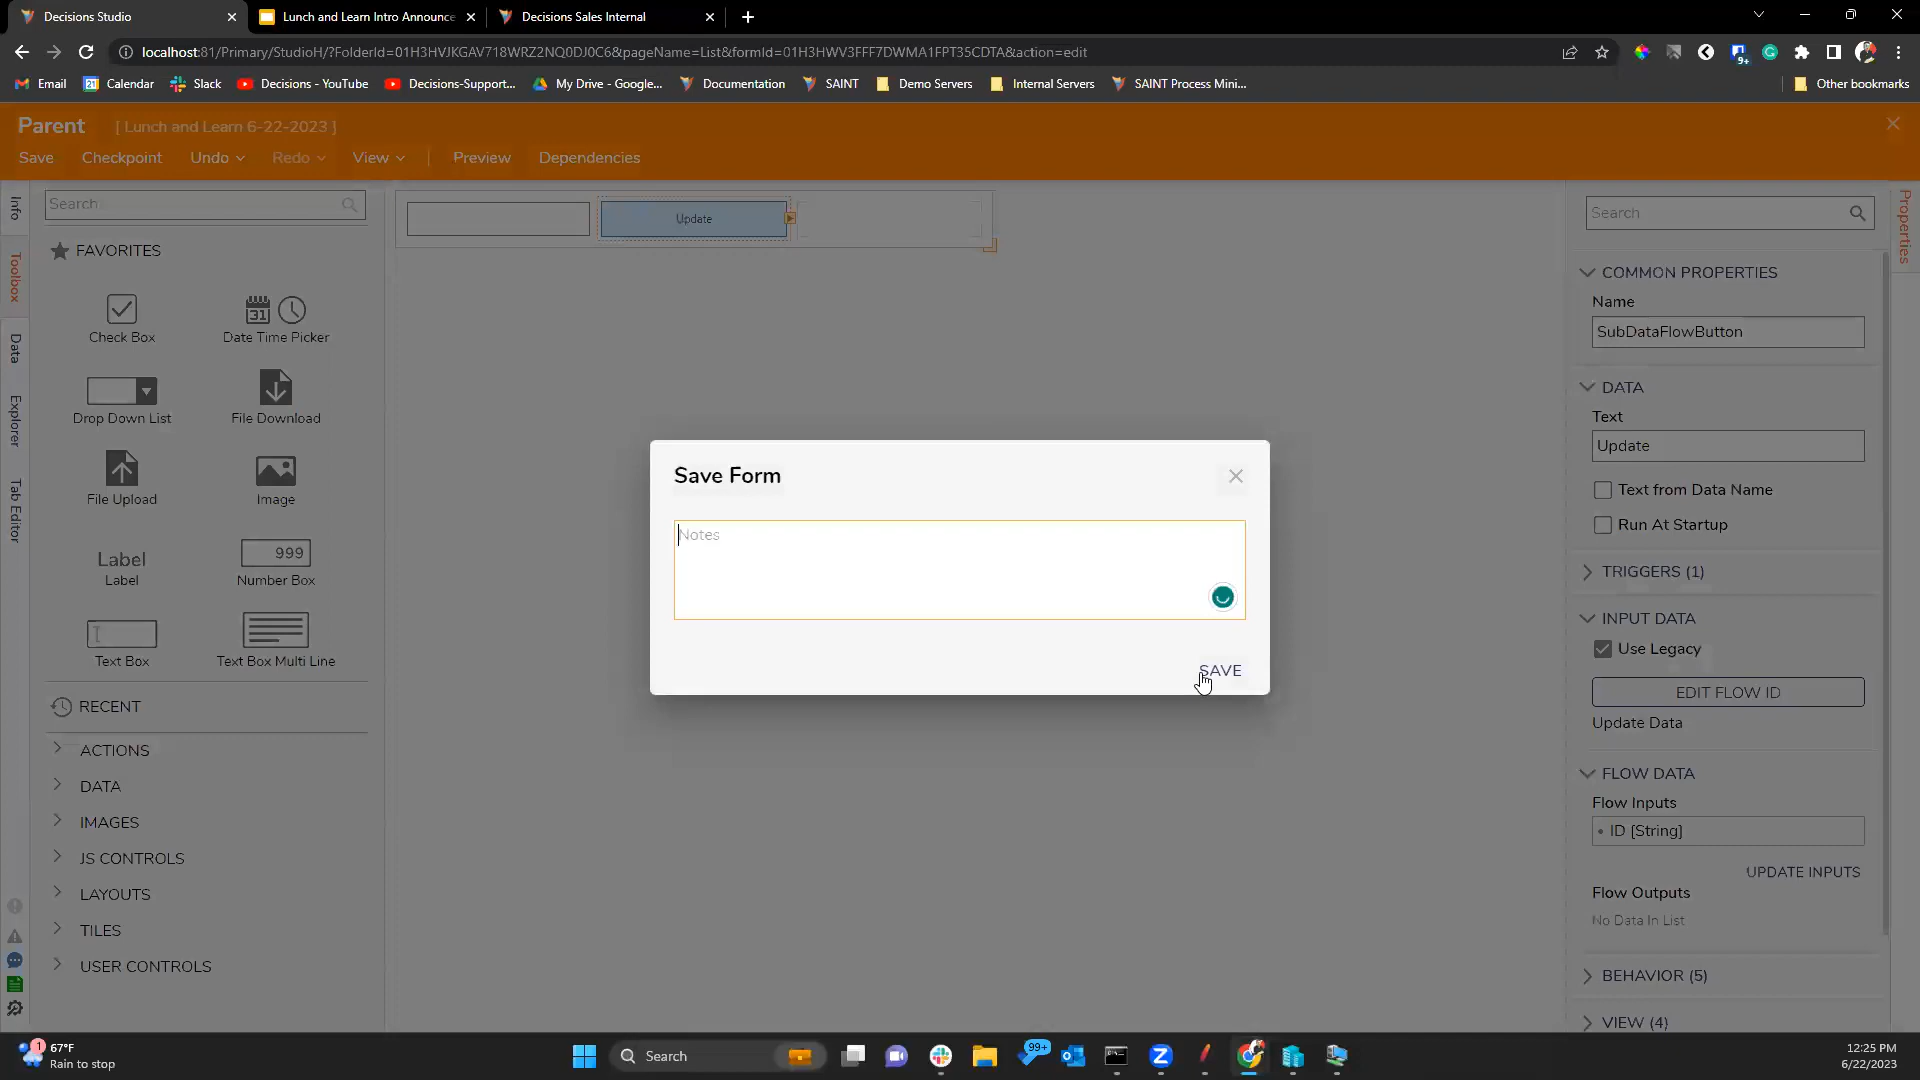 Decisions Studio
Lunch and Learn Intro Announce
Decisions Sales Internal
localhost:81/Primary/StudioH/?FolderId=01H3HVJKGAV718WRZ2NQ0DJ0C6&pageName=List&formId=01H3HWV3FFF7DWMA1FPT35CDTA&action=edit
9+
Email
31 Calendar
Slack
Decisions - YouTube
Decisions-Support...
My Drive - Google...
Documentation
SAINT
Demo Servers
Internal Servers
SAINT Process Mini...
Other bookmarks
Parent [ Lunch and Learn 6-22-2023 ]
Save
Checkpoint
Undo
Redo
View
Preview
Dependencies
Info
Toolbox
Data
Explorer
Tab Editor
Search
FAVORITES
Check Box
31
Date Time Picker
Drop Down List
File Download
File Upload
Image
Label
Label
999
Number Box
Text Box
Text Box Multi Line
RECENT
ACTIONS
DATA
IMAGES
JS CONTROLS
LAYOUTS
TILES
USER CONTROLS
Update
Save Form
Notes
SAVE
Properties
Search
COMMON PROPERTIES
Name
SubDataFlowButton
DATA
Text
Update
Text from Data Name
Run At Startup
TRIGGERS (1)
INPUT DATA
Use Legacy
EDIT FLOW ID
Update Data
FLOW DATA
Flow Inputs
• ID [String]
UPDATE INPUTS
Flow Outputs
No Data In List
BEHAVIOR (5)
VIEW (4)
1
67°F
Rain to stop
Search
99+
12:25 PM
6/22/2023